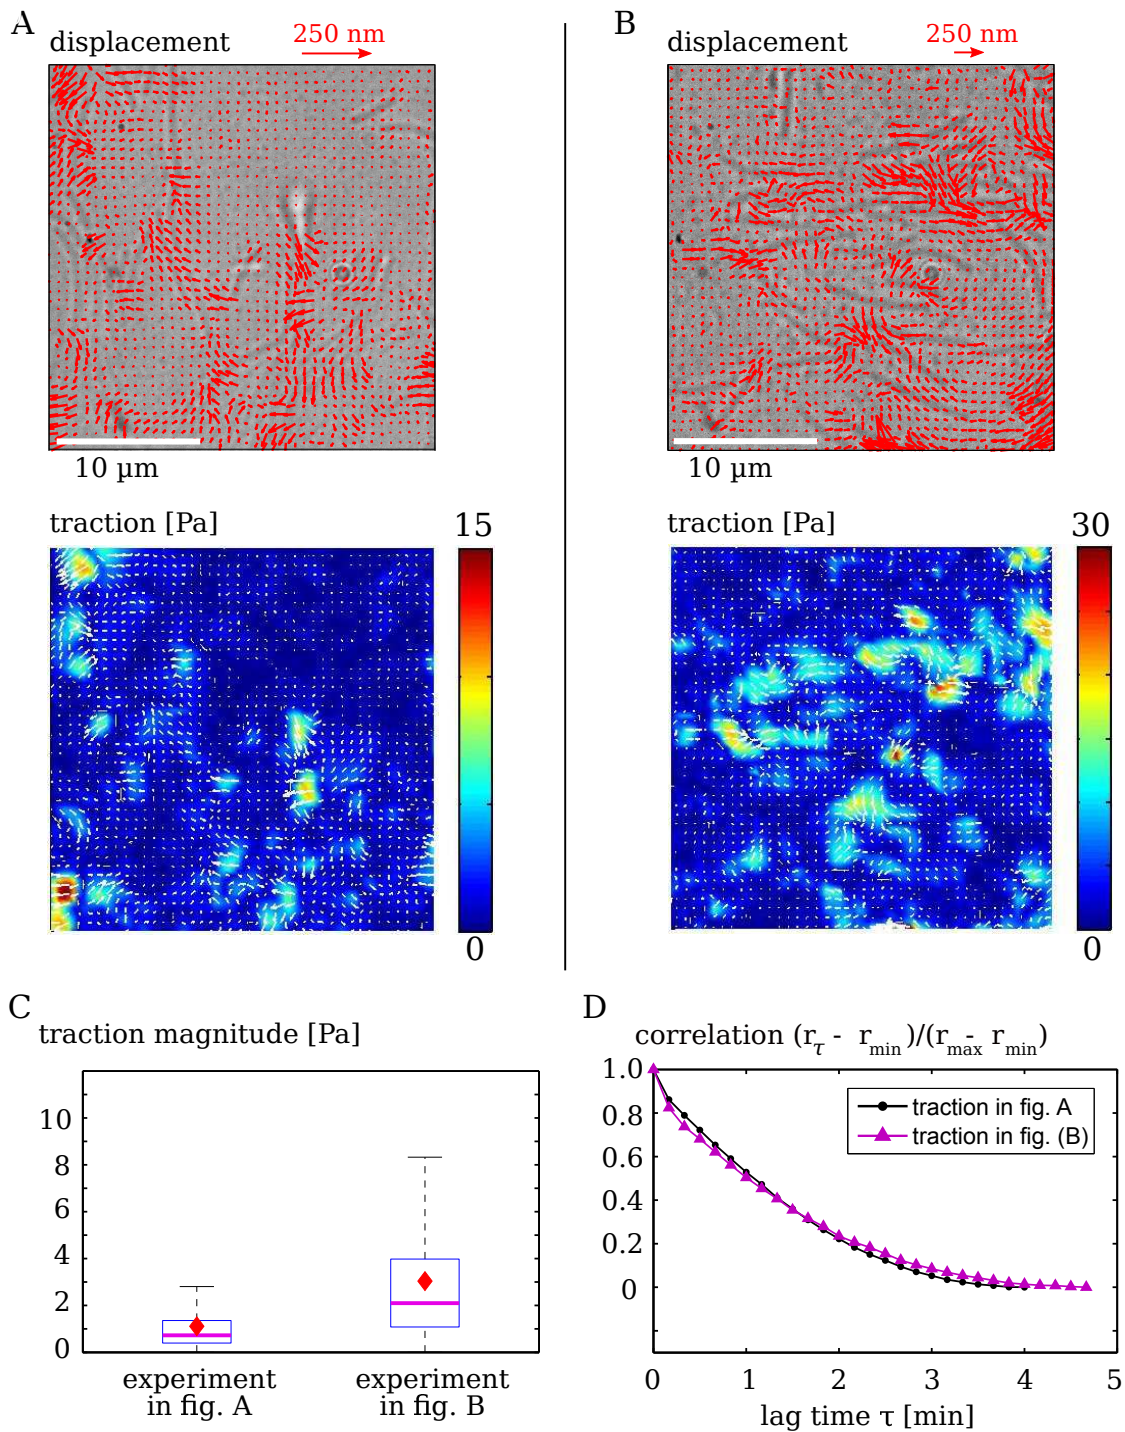 A
displacement
250 nm
10 µm
traction [Pa]
15
0
B
displacement
250 nm
10 µm
traction [Pa]
30
0
C
traction magnitude [Pa]
10
8
6
4
2
0
experiment
in fig. A
experiment
in fig. B
D
correlation (rτ - rmin)/(rmax - rmin)
1.0
0.8
0.6
0.4
0.2
0
traction in fig. A
traction in fig. (B)
0 1 2 3 4 5
lag time τ [min]